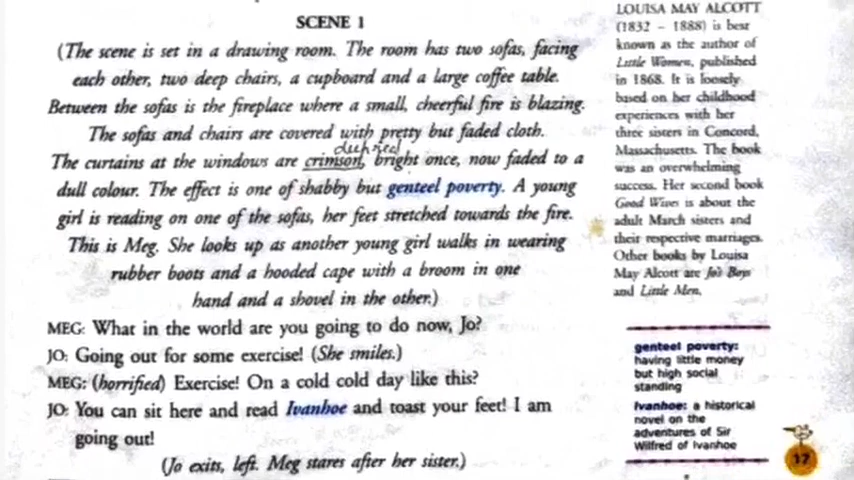 SCENE 1
(The scene is set in a drawing room. The room has two sofas, facing
each other, two deep chairs, a cupboard and a large coffee table.
Between the sofas is the fireplace where a small, cheerful fire is blazing.
The sofas and chairs are covered with pretty but faded cloth.
deep red
The curtains at the windows are crimson, bright once, now faded to a
dull colour. The effect is one of shabby but genteel poverty. A young
girl is reading on one of the sofas, her feet stretched towards the fire.
This is Meg. She looks up as another young girl walks in wearing
rubber boots and a hooded cape with a broom in one
hand and a shovel in the other.)
MEG: What in the world are you going to do now, Jo?
JO: Going out for some exercise! (She smiles.)
MEG: (horrified) Exercise! On a cold cold day like this?
JO: You can sit here and read Ivanhoe and toast your feet! I am
going out!
(Jo exits, left. Meg stares after her sister.)
LOUISA MAY ALCOTT
(1832 – 1888) is best
known as the author of
Little Women, published
in 1868. It is loosely
based on her childhood
experiences with her
three sisters in Concord,
Massachusetts. The book
was an overwhelming
success. Her second book
Good Wives is about the
adult March sisters and
their respective marriages.
Other books by Louisa
May Alcott are Jo's Boys
and Little Men.
genteel poverty:
having little money
but high social
standing
Ivanhoe: a historical
novel on the
adventures of Sir
Wilfred of Ivanhoe
17